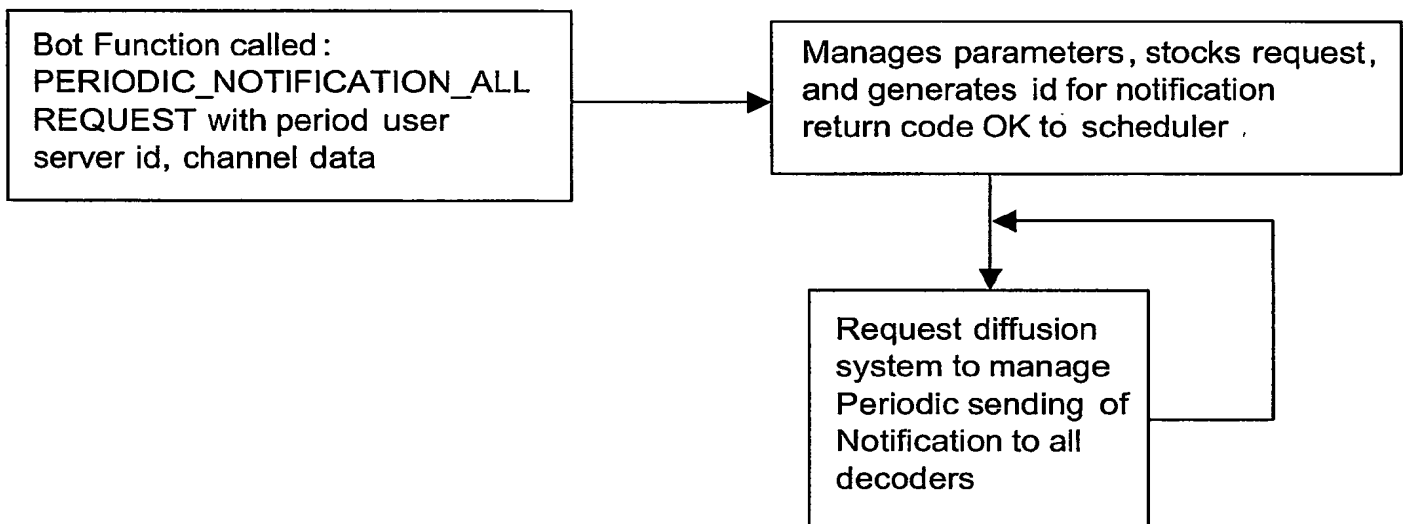 Bot Function called:
PERIODIC_NOTIFICATION_ALL
REQUEST with period user
server id, channel data
Manages parameters, stocks request,
and generates id for notification
return code OK to scheduler .
Request diffusion
system to manage
Periodic sending of
Notification to all
decoders